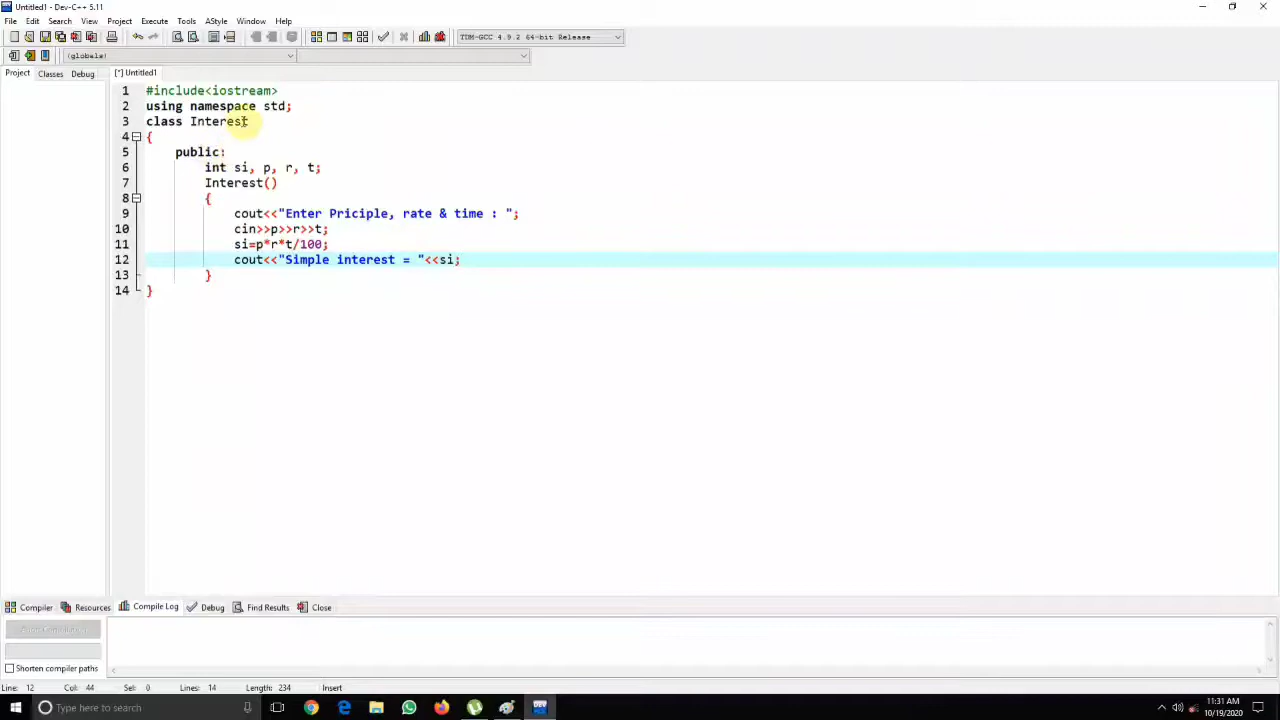 Untitled1 - Dev-C++ 5.11
File Edit Search View Project Execute Tools AStyle Window Help
TDM-GCC 4.9.2 64-bit Release
(globals)
Project Classes Debug [*] Untitled1
1 #include<iostream>
2 using namespace std;
3 class Interest
4 {
5 public:
6 int si, p, r, t;
7 Interest()
8 {
9 cout<<"Enter Priciple, rate & time : ";
10 cin>>p>>r>>t;
11 si=p*r*t/100;
12 cout<<"Simple interest = "<<si;
13 }
14 }
Compiler Resources Compile Log Debug Find Results Close
Shorten compiler paths
Line: 12 Col: 44 Sel: 0 Lines: 14 Length: 234 Insert
Type here to search
11:31 AM
10/19/2020